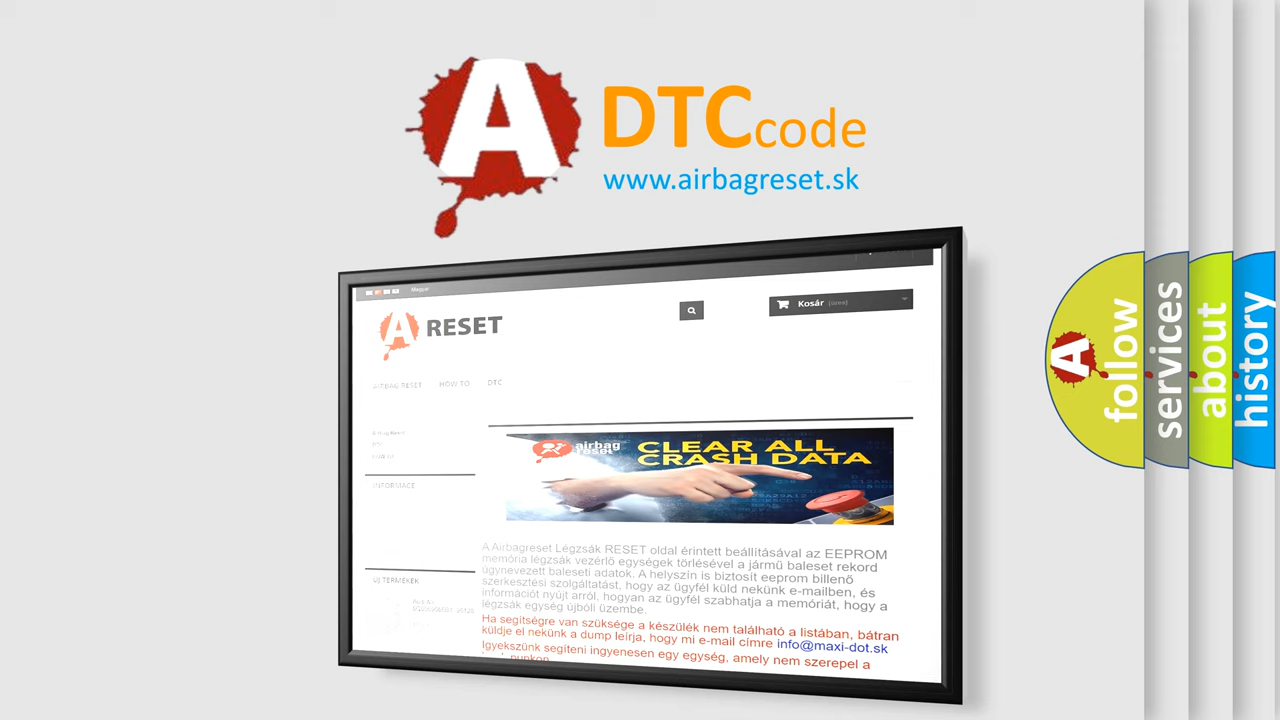 A
DTC code
www.airbagreset.sk
Magyar
A RESET
Kosár (üres)
AIRBAG RESET HOW TO DTC
INFORMACE
airbag
reset
CLEAR ALL
CRASH DATA
A Airbagreset Légzsák RESET oldal érintett beállításával az EEPROM
memória légzsák vezérlő egységek törlésével a jármű baleset rekord
úgynevezett baleseti adatok. A helyszín is biztosít eeprom billenő
szerkesztési szolgáltatást, hogy az ügyfél küld nekünk e-mailben, és
információt nyújt arról, hogyan az ügyfél szabhatja a memóriát, hogy a
légzsák egység újbóli üzembe.
Ha segítségre van szüksége a készülék nem található a listában, bátran
küldje el nekünk a dump leírja, hogy mi e-mail címre info@maxi-dot.sk
Igyekszünk segíteni ingyenesen egy egység, amely nem szerepel a
ÚJ TERMÉKEK
A
follow
services
about
history